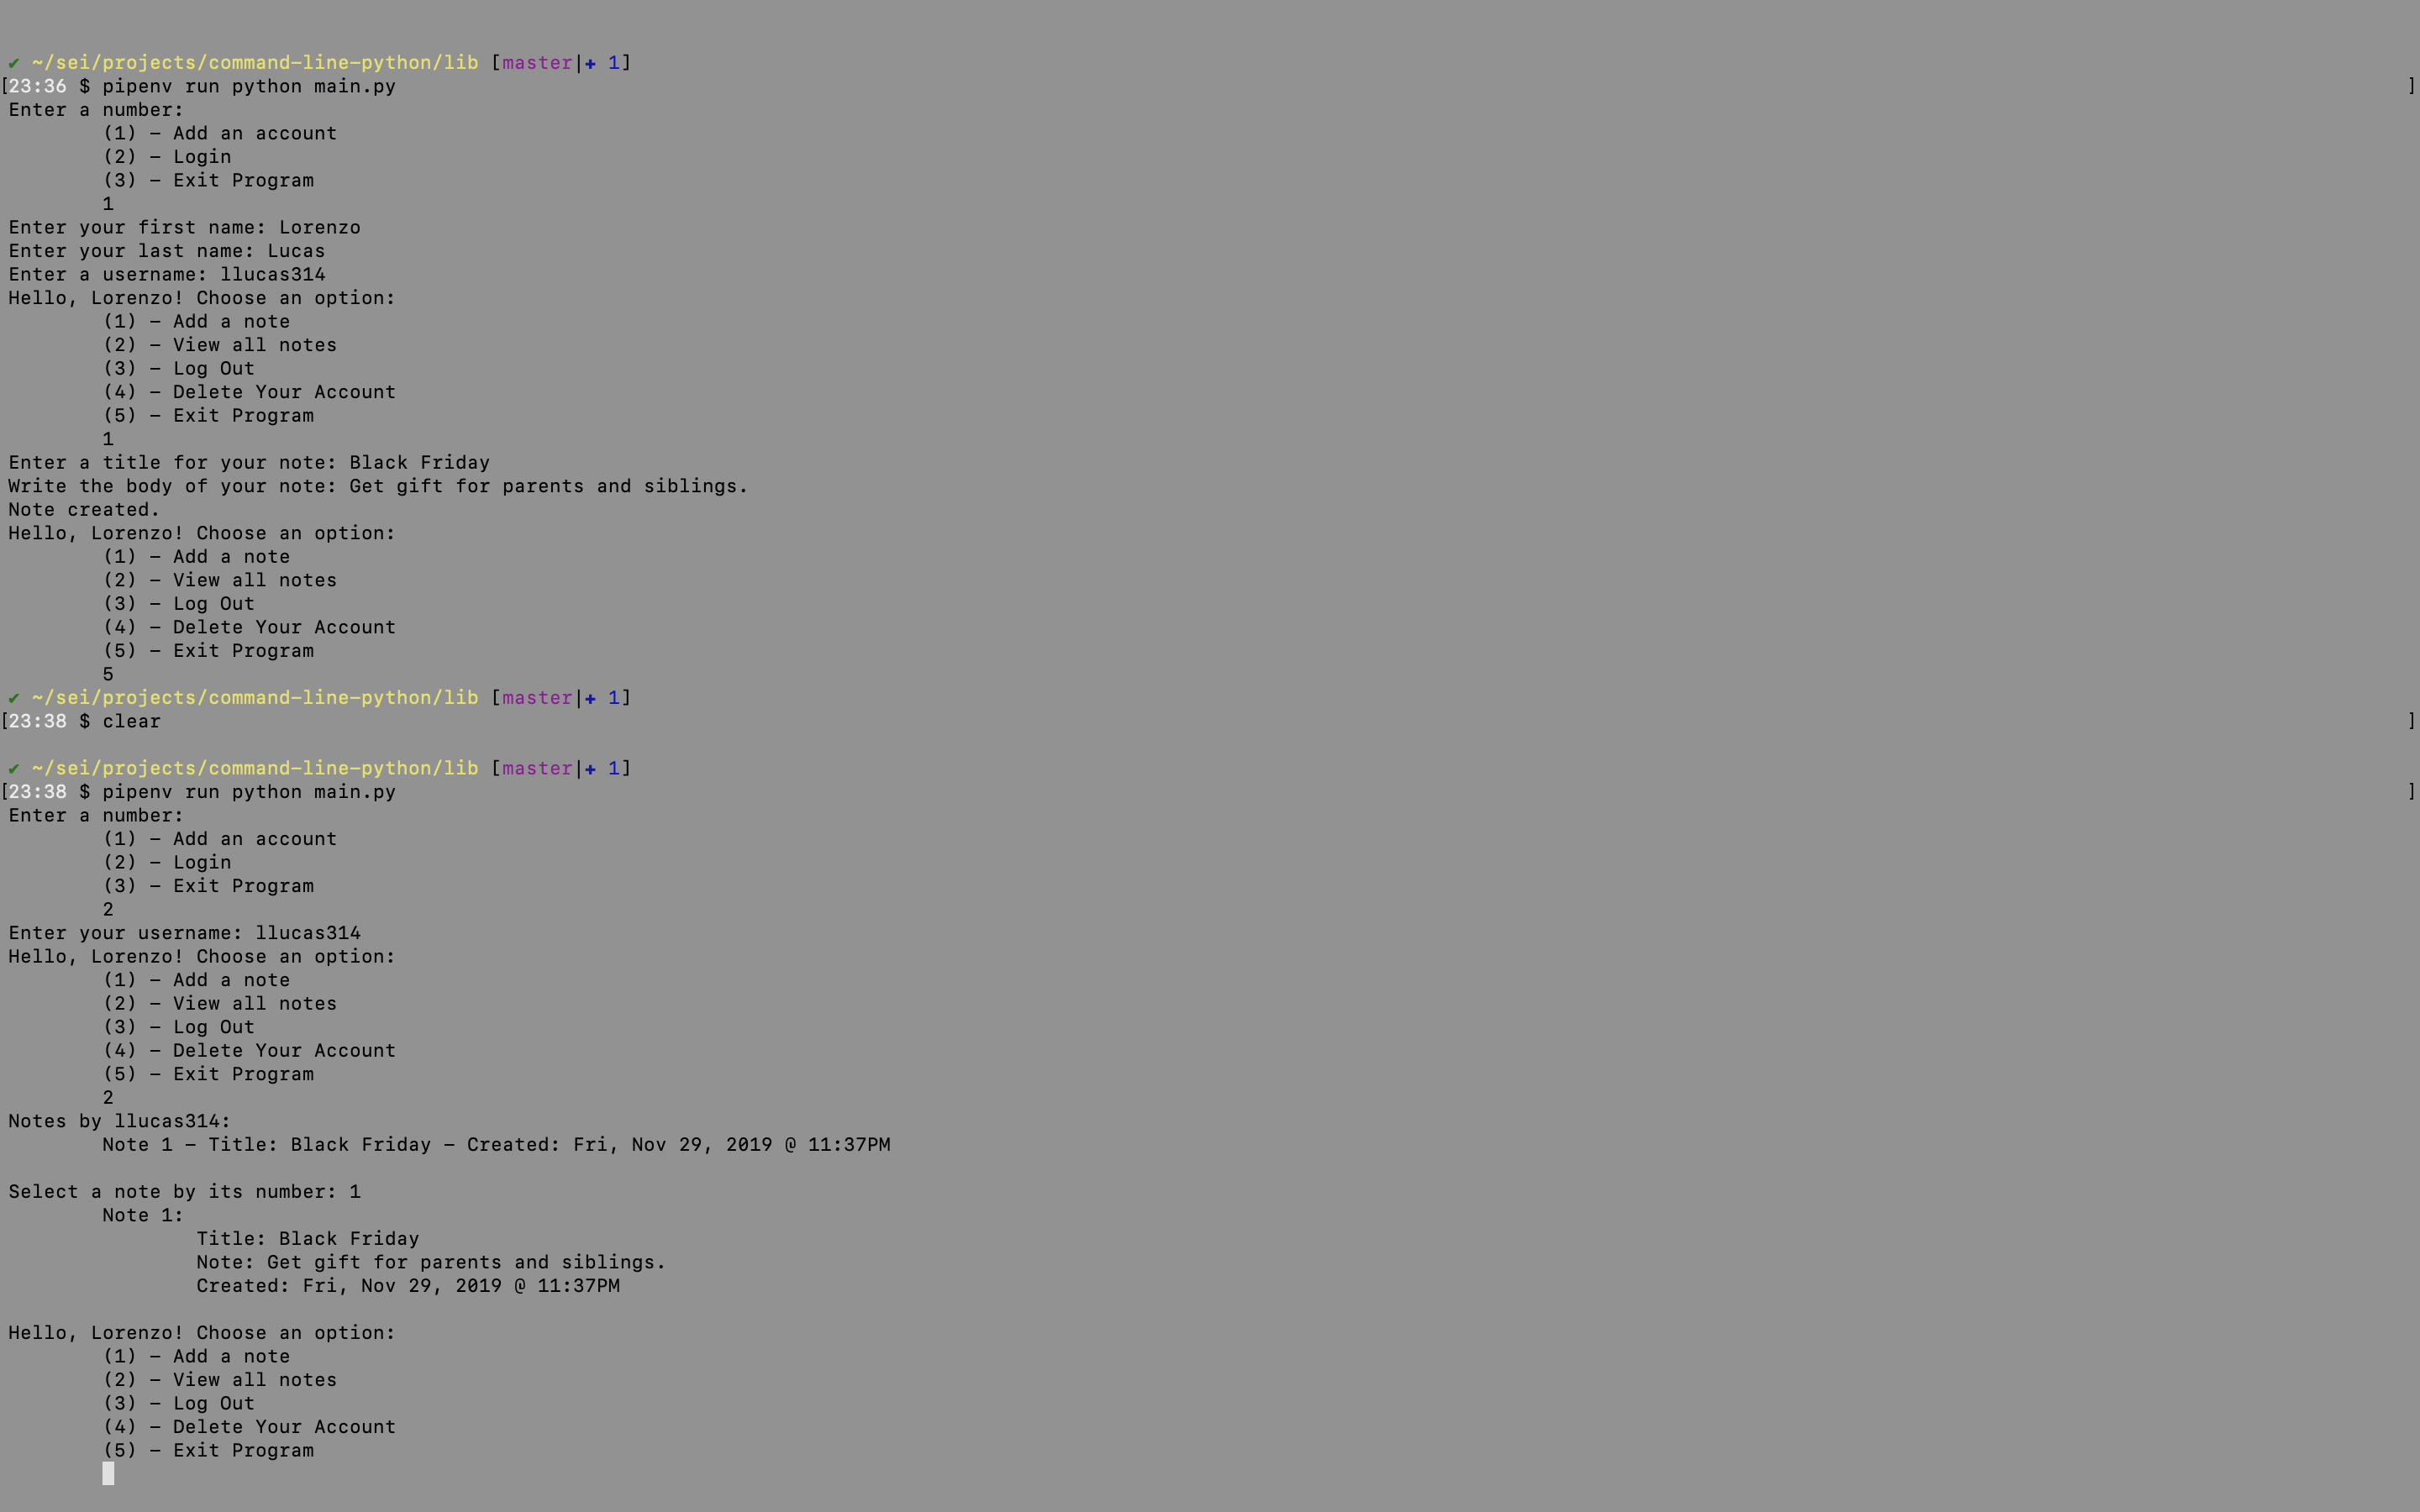 ✔ ~/sei/projects/command-line-python/lib [master|✚ 1]
[23:36 $ pipenv run python main.py ]
Enter a number:
(1) – Add an account
(2) – Login
(3) – Exit Program
1
Enter your first name: Lorenzo
Enter your last name: Lucas
Enter a username: llucas314
Hello, Lorenzo! Choose an option:
(1) – Add a note
(2) – View all notes
(3) – Log Out
(4) – Delete Your Account
(5) – Exit Program
1
Enter a title for your note: Black Friday
Write the body of your note: Get gift for parents and siblings.
Note created.
Hello, Lorenzo! Choose an option:
(1) – Add a note
(2) – View all notes
(3) – Log Out
(4) – Delete Your Account
(5) – Exit Program
5
✔ ~/sei/projects/command-line-python/lib [master|✚ 1]
[23:38 $ clear ]
✔ ~/sei/projects/command-line-python/lib [master|✚ 1]
[23:38 $ pipenv run python main.py ]
Enter a number:
(1) – Add an account
(2) – Login
(3) – Exit Program
2
Enter your username: llucas314
Hello, Lorenzo! Choose an option:
(1) – Add a note
(2) – View all notes
(3) – Log Out
(4) – Delete Your Account
(5) – Exit Program
2
Notes by llucas314:
Note 1 – Title: Black Friday – Created: Fri, Nov 29, 2019 @ 11:37PM
Select a note by its number: 1
Note 1:
Title: Black Friday
Note: Get gift for parents and siblings.
Created: Fri, Nov 29, 2019 @ 11:37PM
Hello, Lorenzo! Choose an option:
(1) – Add a note
(2) – View all notes
(3) – Log Out
(4) – Delete Your Account
(5) – Exit Program